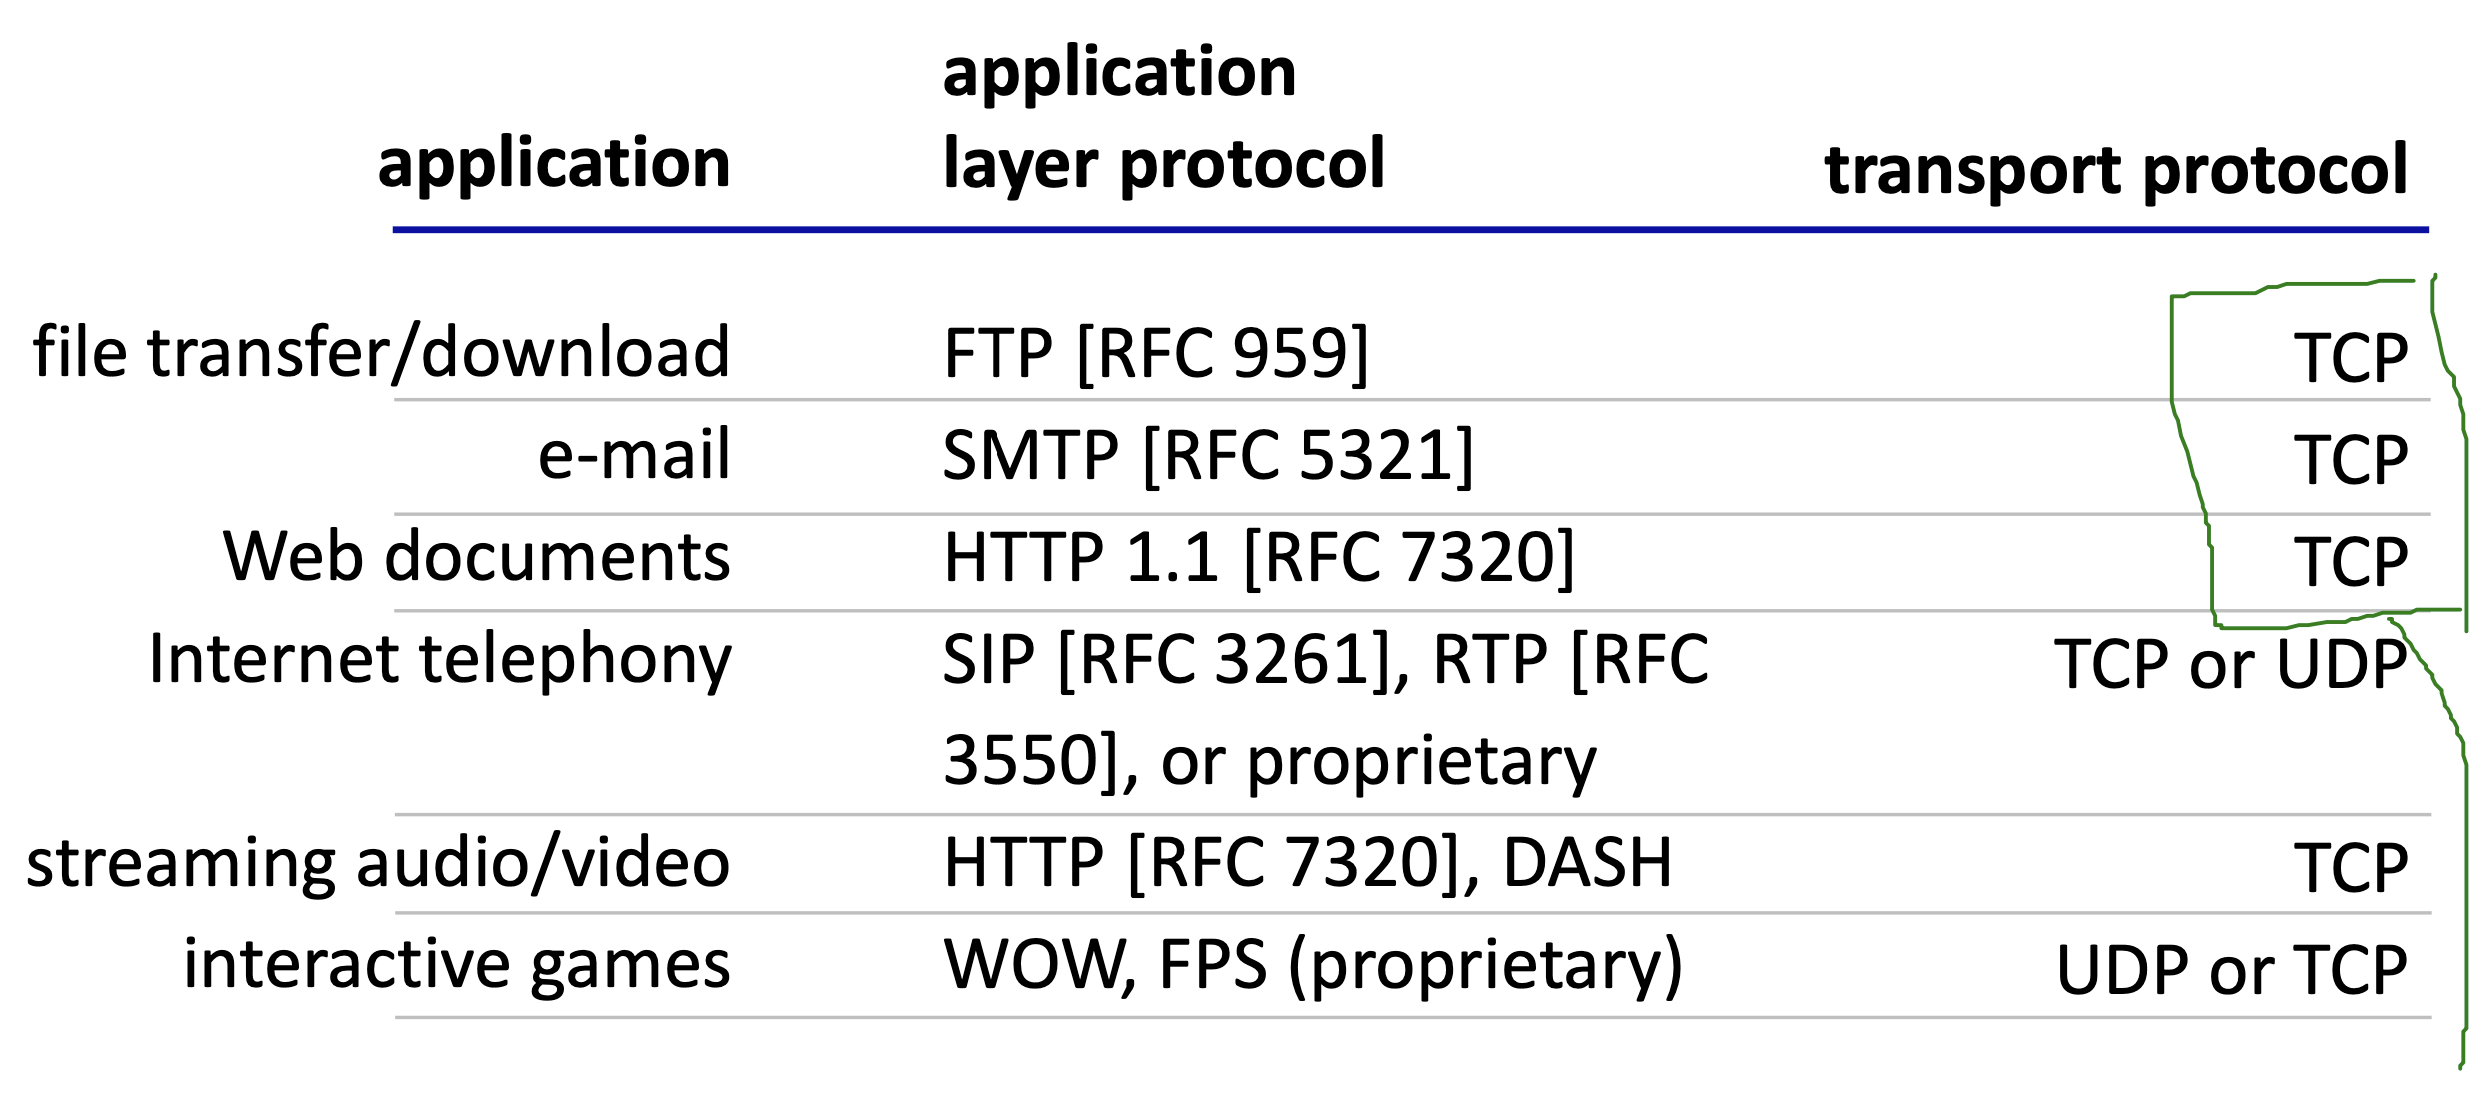 application
application layer protocol
transport protocol
file transfer/download FTP [RFC 959] TCP
e-mail SMTP [RFC 5321] TCP
Web documents HTTP 1.1 [RFC 7320] TCP
Internet telephony SIP [RFC 3261], RTP [RFC TCP or UDP
3550], or proprietary
streaming audio/video HTTP [RFC 7320], DASH TCP
interactive games WOW, FPS (proprietary) UDP or TCP